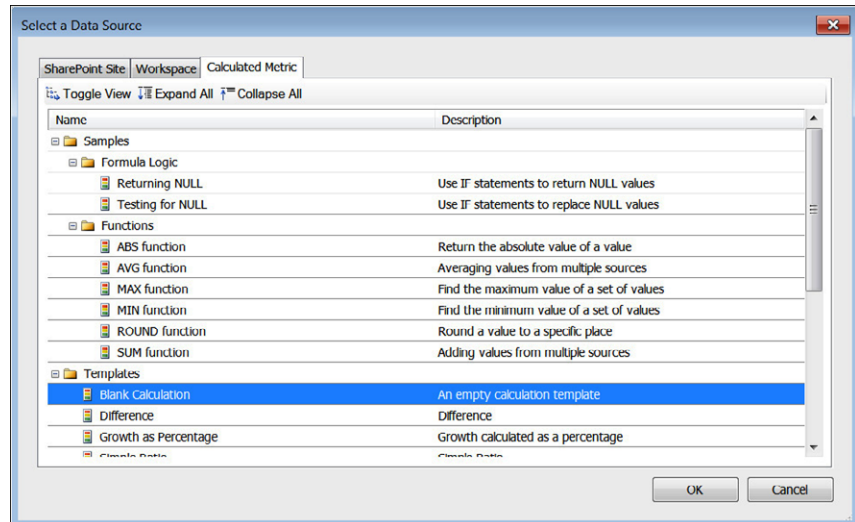 Select a Data Source
SharePoint Site Workspace Calculated Metric
Toggle View Expand All Collapse All
Name Description
Samples
Formula Logic
Returning NULL Use IF statements to return NULL values
Testing for NULL Use IF statements to replace NULL values
Functions
ABS function Return the absolute value of a value
AVG function Averaging values from multiple sources
MAX function Find the maximum value of a set of values
MIN function Find the minimum value of a set of values
ROUND function Round a value to a specific place
SUM function Adding values from multiple sources
Templates
Blank Calculation An empty calculation template
Difference Difference
Growth as Percentage Growth calculated as a percentage
Simple Ratio Simple Ratio
OK Cancel